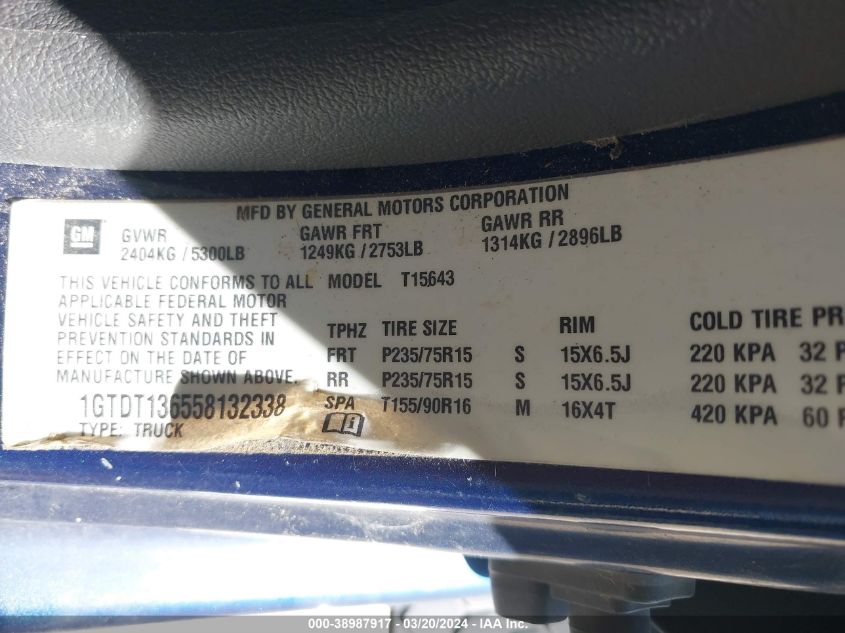 MFD BY GENERAL MOTORS CORPORATION
GM
GVWR GAWR FRT GAWR RR
2404KG / 5300LB 1249KG / 2753LB 1314KG / 2896LB
THIS VEHICLE CONFORMS TO ALL MODEL T15643
APPLICABLE FEDERAL MOTOR
VEHICLE SAFETY AND THEFT
PREVENTION STANDARDS IN
EFFECT ON THE DATE OF
MANUFACTURE SHOWN ABOVE.
1GTDT136558132338
TYPE: TRUCK
TPHZ TIRE SIZE RIM COLD TIRE PR
FRT P235/75R15 S 15X6.5J 220 KPA 32 P
RR P235/75R15 S 15X6.5J 220 KPA 32 P
SPA T155/90R16 M 16X4T 420 KPA 60 P
000-38987917 - 03/20/2024 - IAA Inc.